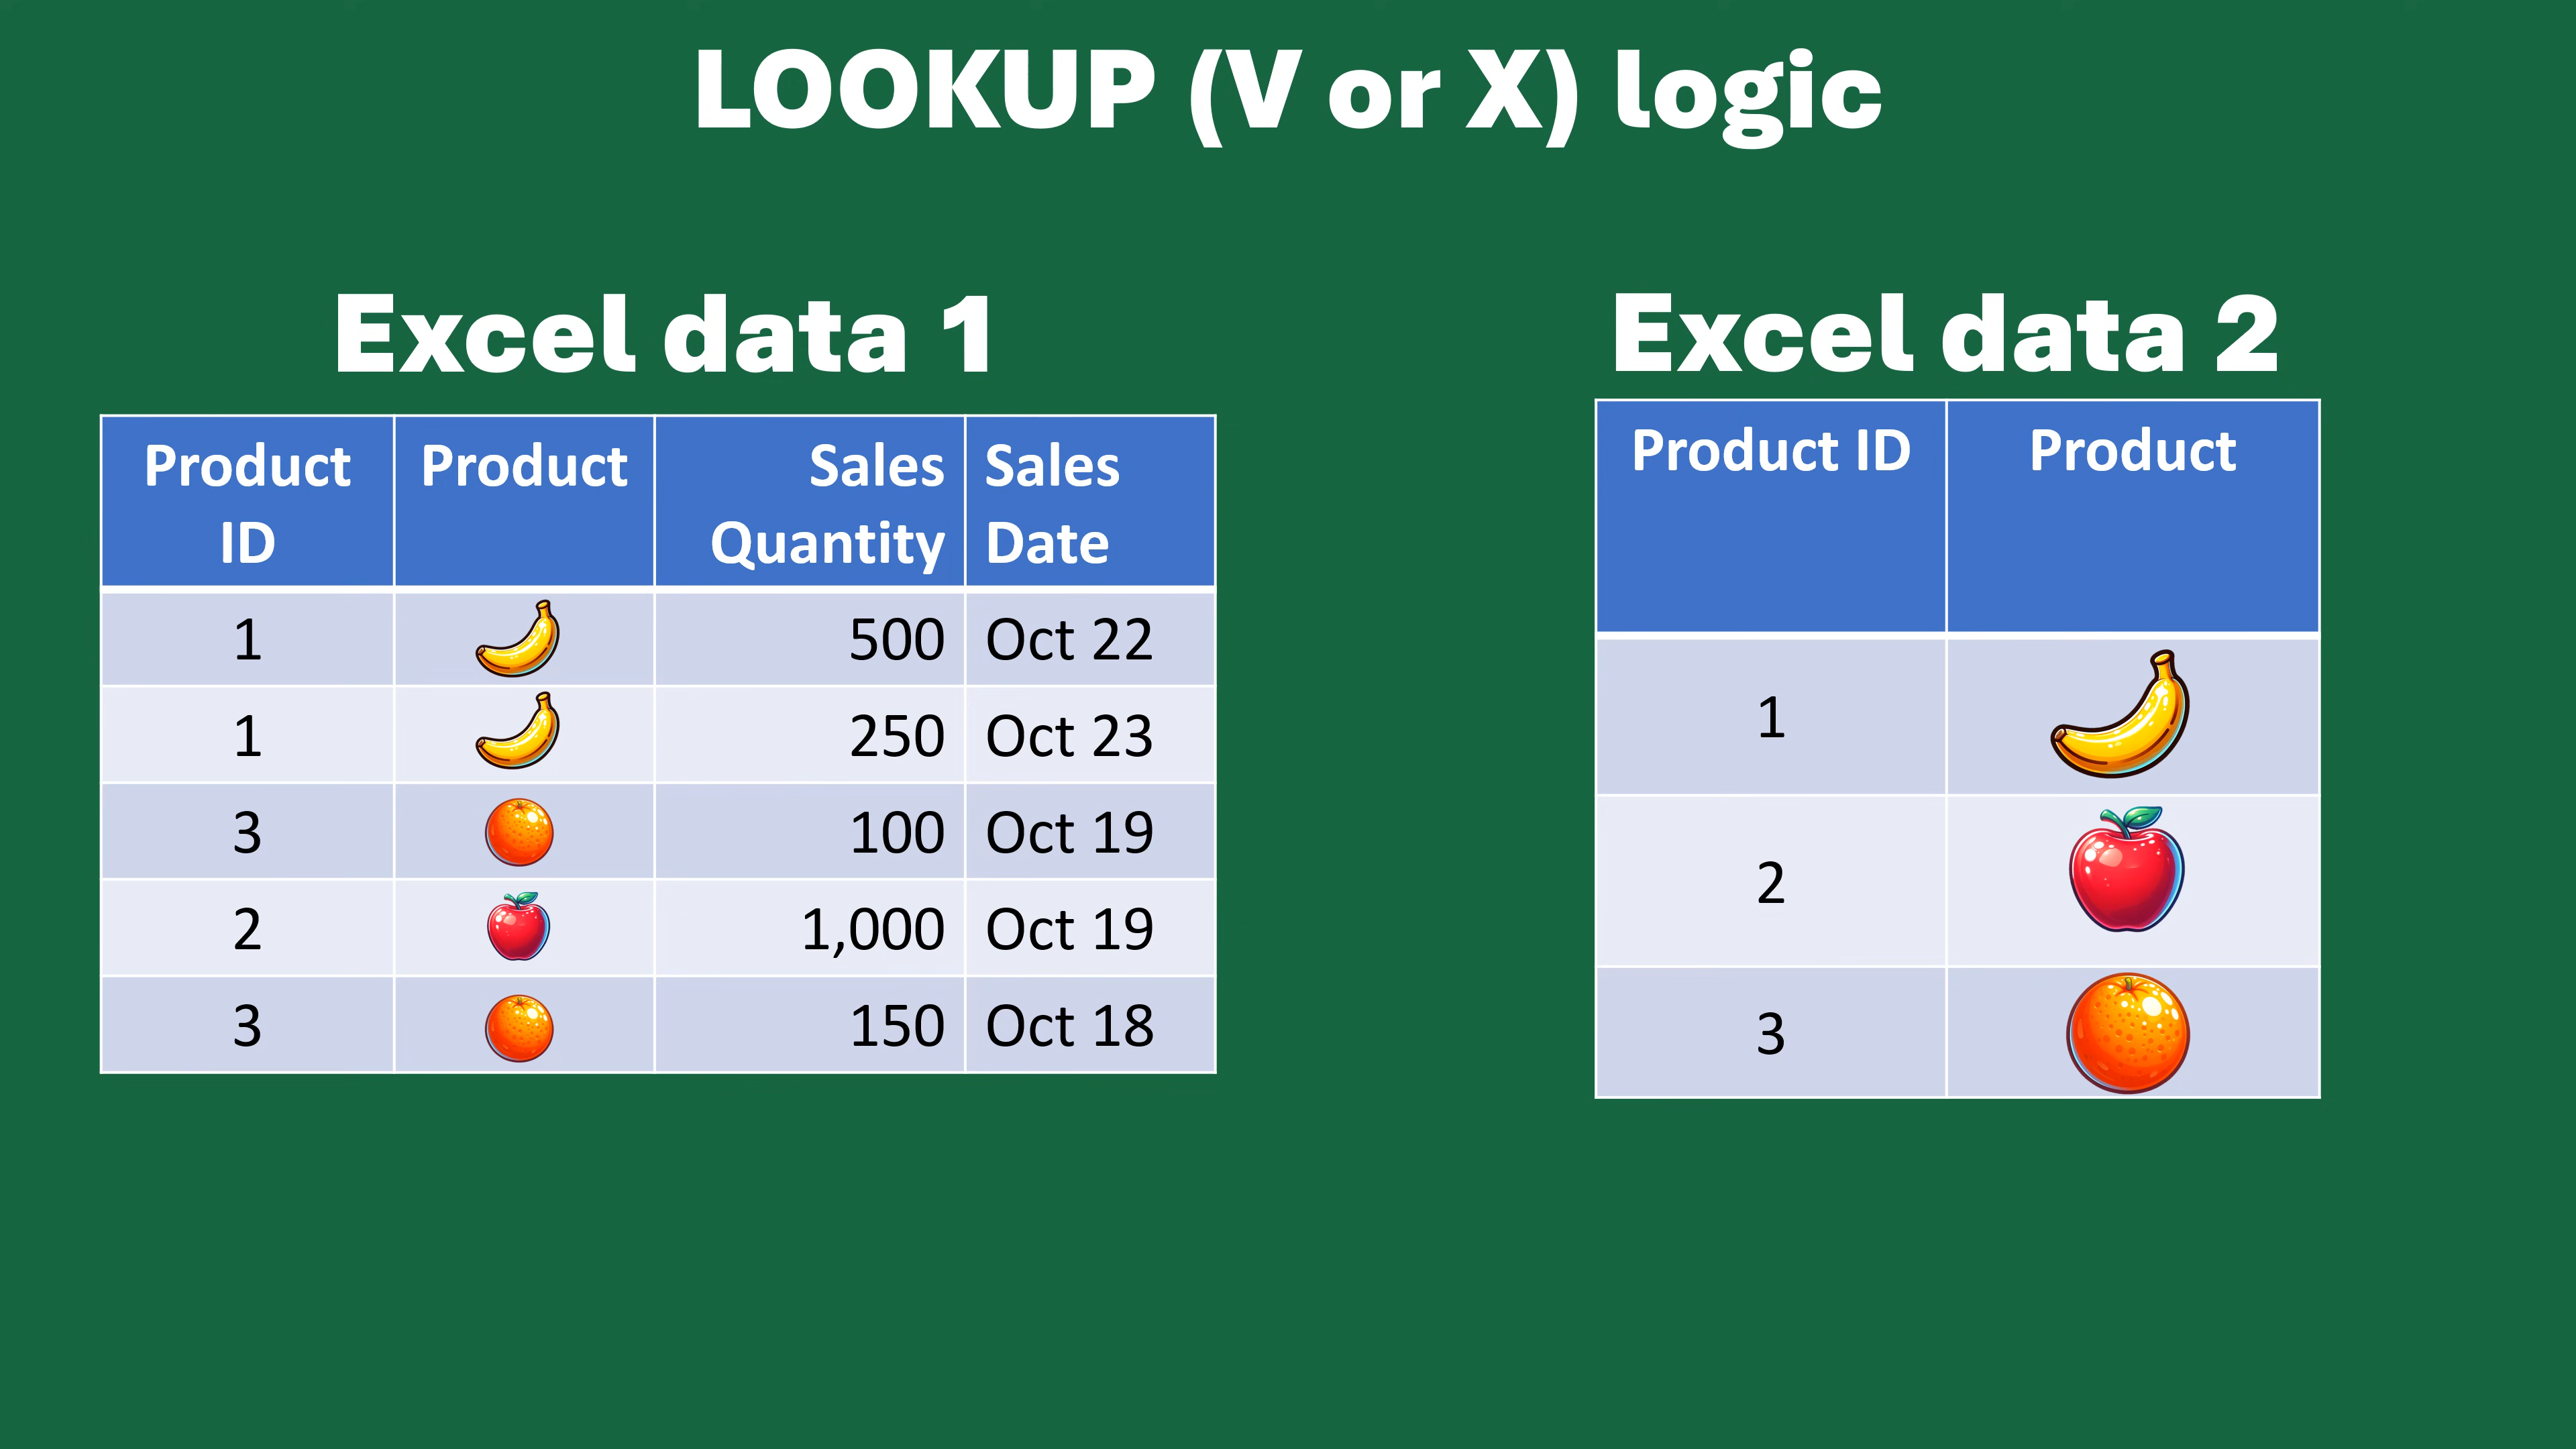 LOOKUP (V or X) logic
Excel data 1
Product ID Product Sales Quantity Sales Date
1 500 Oct 22
1 250 Oct 23
3 100 Oct 19
2 1,000 Oct 19
3 150 Oct 18
Excel data 2
Product ID Product
1
2
3